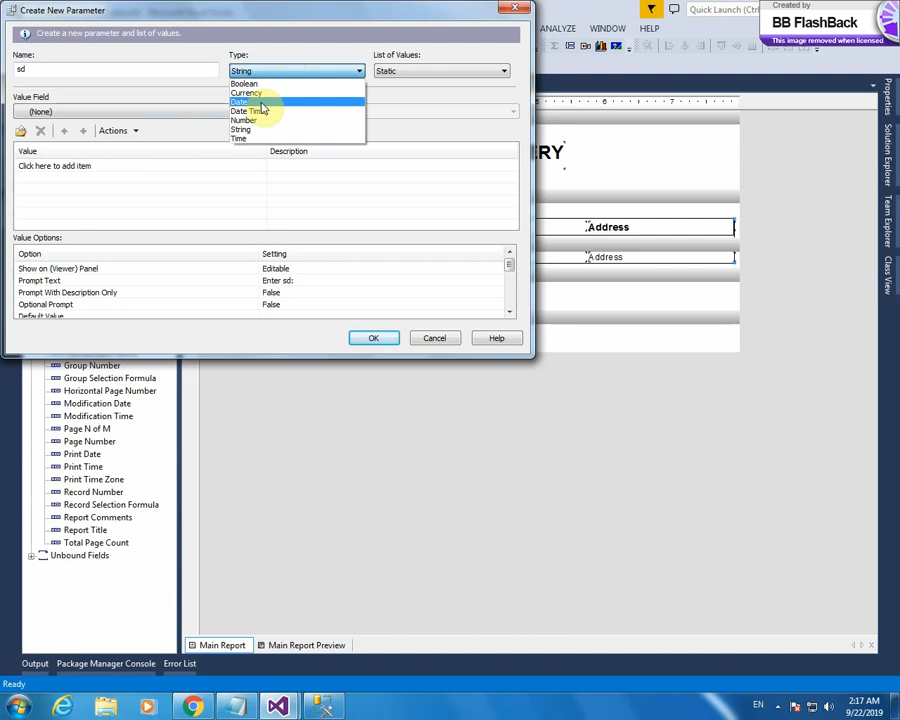 Create New Parameter
Created by
BB FlashBack
This image removed when licensed
Quick Launch (Ctrl
Create a new parameter and list of values.
ANALYZE
WINDOW
HELP
Name:
Type:
List of Values:
sd
String
Static
Boolean
Currency
Date
Date Time
Number
String
Time
Value Field
(None)
Actions
Value
Description
Click here to add item
Value Options:
Option
Setting
Show on (Viewer) Panel
Editable
Prompt Text
Enter sd:
Prompt With Description Only
False
Optional Prompt
False
Default Value
OK
Cancel
Help
5
6
7
ERY
Address
Address
Properties
Solution Explorer
Team Explorer
Class View
Group Number
Group Selection Formula
Horizontal Page Number
Modification Date
Modification Time
Page N of M
Page Number
Print Date
Print Time
Print Time Zone
Record Number
Record Selection Formula
Report Comments
Report Title
Total Page Count
Unbound Fields
Main Report
Main Report Preview
Output
Package Manager Console
Error List
Ready
EN
2:17 AM
9/22/2019